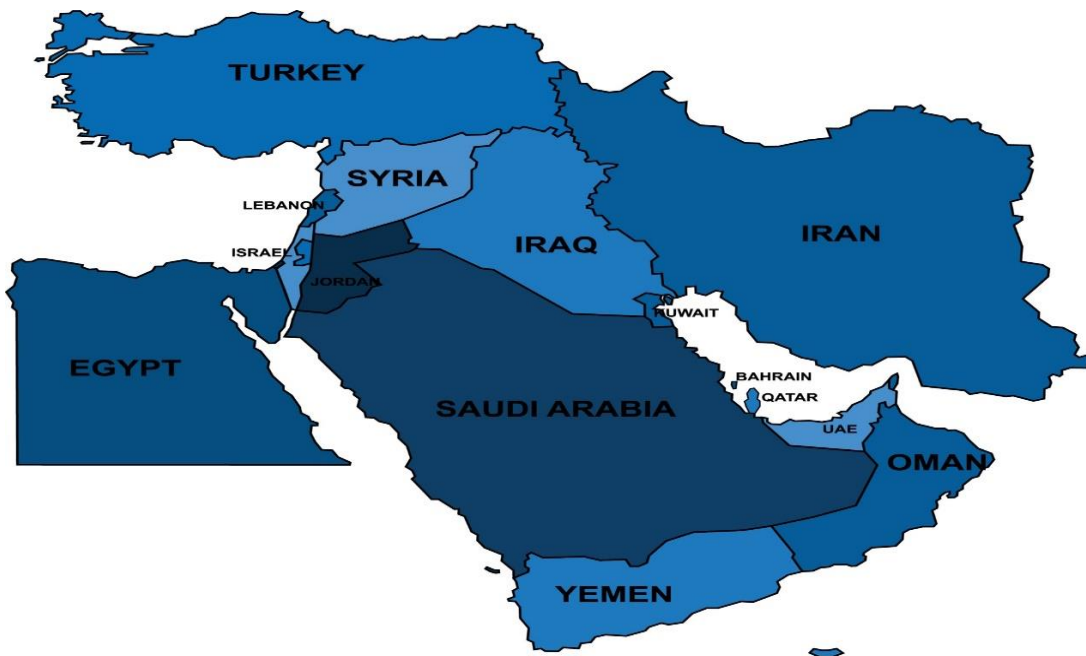 TURKEY
SYRIA
LEBANON
IRAN
IRAQ
ISRAEL
JORDAN
KUWAIT
EGYPT
BAHRAIN
QATAR
SAUDI ARABIA
UAE
OMAN
YEMEN